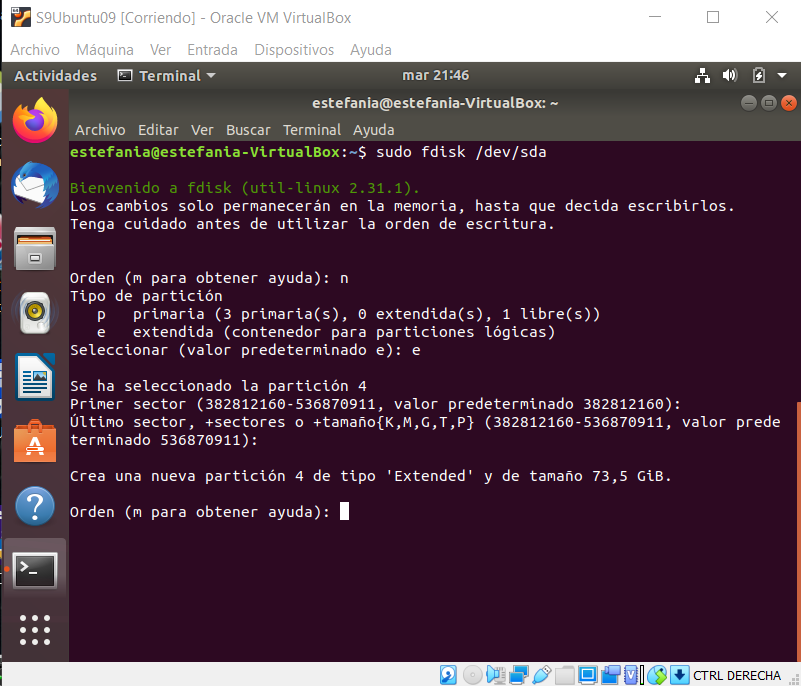 S9Ubuntu09 [Corriendo] - Oracle VM VirtualBox
Archivo Máquina Ver Entrada Dispositivos Ayuda
Actividades Terminal mar 21:46
estefania@estefania-VirtualBox: ~
Archivo Editar Ver Buscar Terminal Ayuda
estefania@estefania-VirtualBox:~$ sudo fdisk /dev/sda
Bienvenido a fdisk (util-linux 2.31.1).
Los cambios solo permanecerán en la memoria, hasta que decida escribirlos.
Tenga cuidado antes de utilizar la orden de escritura.
Orden (m para obtener ayuda): n
Tipo de partición
p primaria (3 primaria(s), 0 extendida(s), 1 libre(s))
e extendida (contenedor para particiones lógicas)
Seleccionar (valor predeterminado e): e
Se ha seleccionado la partición 4
Primer sector (382812160-536870911, valor predeterminado 382812160):
Último sector, +sectores o +tamaño{K,M,G,T,P} (382812160-536870911, valor prede
terminado 536870911):
Crea una nueva partición 4 de tipo 'Extended' y de tamaño 73,5 GiB.
Orden (m para obtener ayuda):
CTRL DERECHA